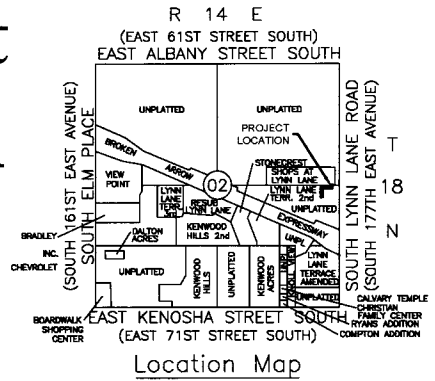 R 14 E
(EAST 61ST STREET SOUTH)
EAST ALBANY STREET SOUTH
(SOUTH 161ST EAST AVENUE)
SOUTH ELM PLACE
UNPLATTED
UNPLATTED
PROJECT
LOCATION
SOUTH LYNN LANE ROAD
(SOUTH 177TH EAST AVENUE)
T
18
N
BROKEN
ARROW
EXPRESSWAY
02
STONECREST
SHOPS AT
LYNN LANE
VIEW
POINT
LYNN
LANE
TERR.
3rd
RESUB
LYNN LANE
LYNN LANE
TERR. 2nd
UNPLATTED
BRADLEY
INC.
CHEVROLET
DALTON
ACRES
KENWOOD
HILLS 2nd
UNPL
UNPLATTED
KENWOOD
HILLS
UNPLATTED
KENWOOD
ACRES
UNPL
LYNN
LANE
TERRACE
AMENDED
UNPLATTED
BOARDWALK
SHOPPING
CENTER
CALVARY TEMPLE
CHRISTIAN
FAMILY CENTER
RYANS ADDITION
COMPTON ADDITION
EAST KENOSHA STREET SOUTH
(EAST 71ST STREET SOUTH)
Location Map